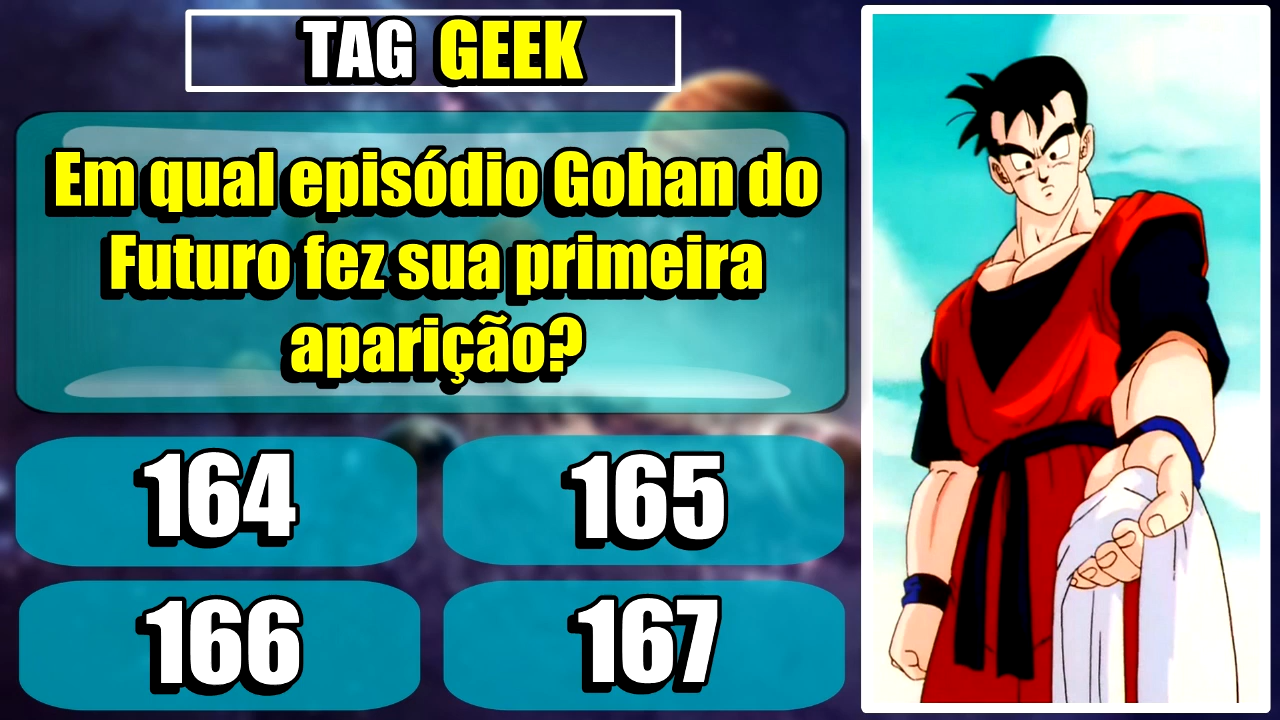 TAG GEEK
Em qual episódio Gohan do
Futuro fez sua primeira
aparição?
164
165
166
167